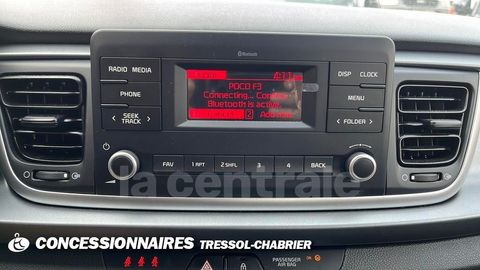 Bluetooth
RADIO MEDIA
DISP CLOCK
POCO F3
PHONE
MENU
Connecting...
Bluetooth is active
SEEK
TRACK
FOLDER
2
FAV 1 RPT 2 SHFL 3 4 BACK
la centrale
CONCESSIONNAIRES TRESSOL-CHABRIER
PASSENGER
AIR BAG